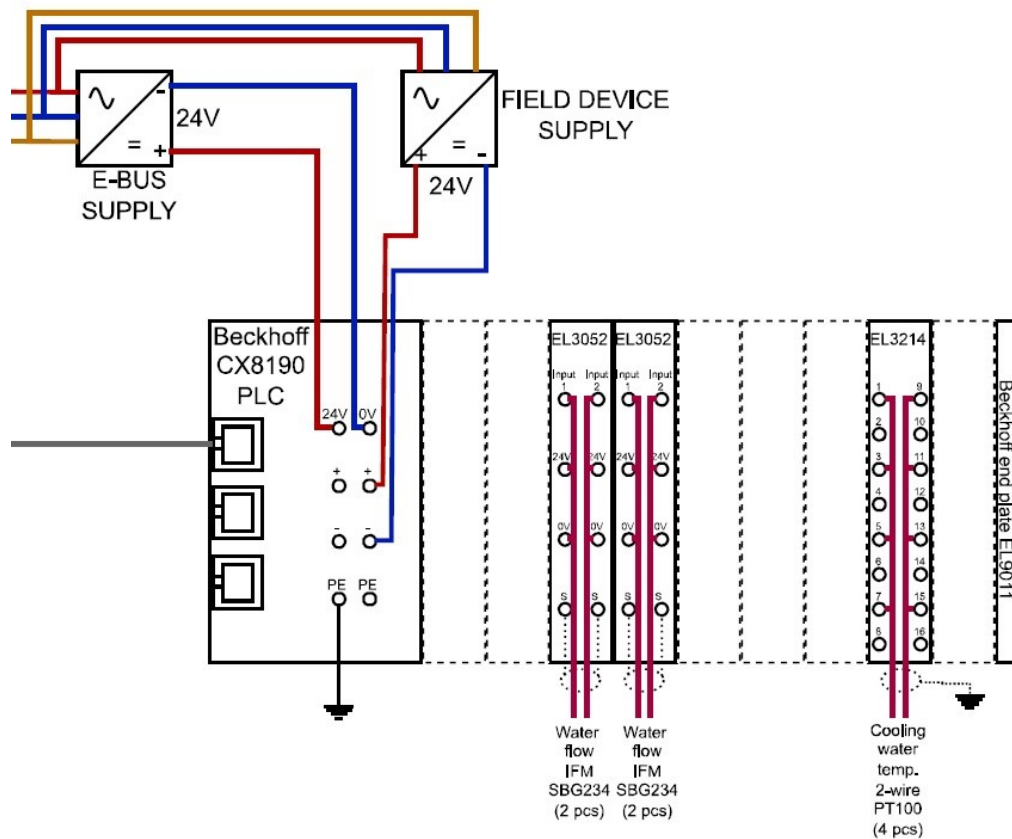 -
24V
=
+
E-BUS
SUPPLY
+
=
-
24V
FIELD DEVICE
SUPPLY
Beckhoff
CX8190
PLC
24V 0V
+ +
- -
PE PE
EL3052
Input Input
1 2
24V 24V
0V 0V
S S
Water
flow
IFM
SBG234
(2 pcs)
EL3052
Input Input
1 2
24V 24V
0V 0V
S S
Water
flow
IFM
SBG234
(2 pcs)
EL3214
1 9
2 10
3 11
4 12
5 13
6 14
7 15
8 16
Cooling
water
temp.
2-wire
PT100
(4 pcs)
Beckhoff end plate EL9011